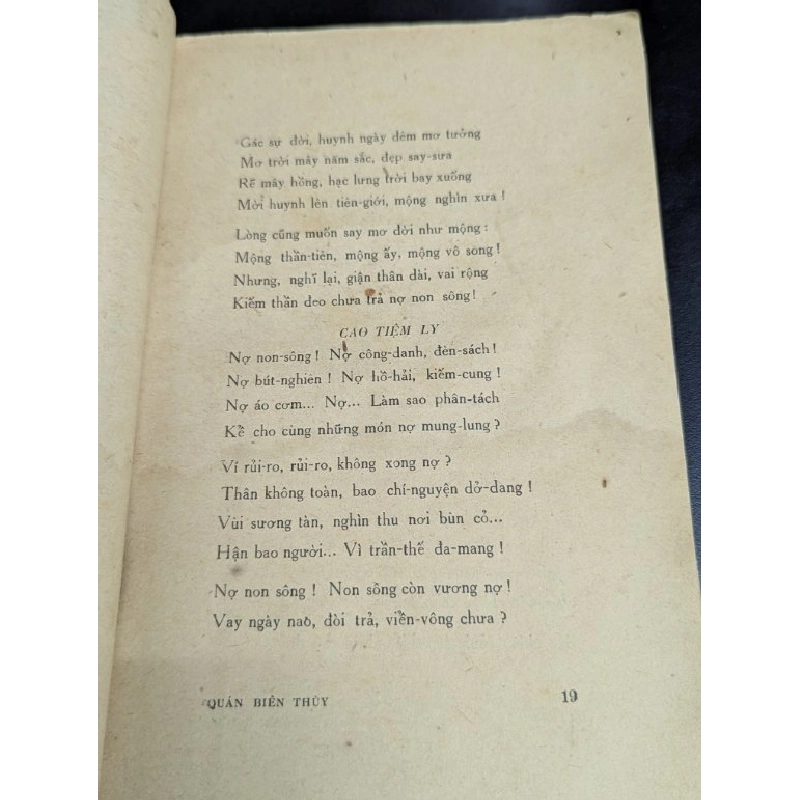 Gác sự đời, huynh ngày đêm mơ tưởng
Mơ trời mây năm sắc, đẹp say-sưa
Rẽ mây hồng, hạc lưng trời bay xuống
Mời huynh lên tiên-giới, mộng nghìn xưa !
Lòng cũng muốn say mơ đời như mộng :
Mộng thần-tiên, mộng ấy, mộng vô song !
Nhưng, nghĩ lại, giận thân dài, vai rộng
Kiếm thần đeo chưa trả nợ non sông !
CAO TIỆM LY
Nợ non-sông ! Nợ công-danh, đèn-sách !
Nợ bút-nghiên ! Nợ hồ-hải, kiếm-cung !
Nợ áo cơm... Nợ... Làm sao phân-tách
Kể cho cùng những món nợ mung-lung ?
Ví rủi-ro, rủi-ro, không xong nợ ?
Thân không toàn, bao chí-nguyện dở-dang !
Vùi sương tàn, nghìn thu nơi bùn cỏ...
Hận bao người... Vì trần-thế đa-mang !
Nợ non sông ! Non sông còn vương nợ !
Vay ngày nao, đòi trả, viển-vông chưa ?
QUÁN BIÊN THÙY
19